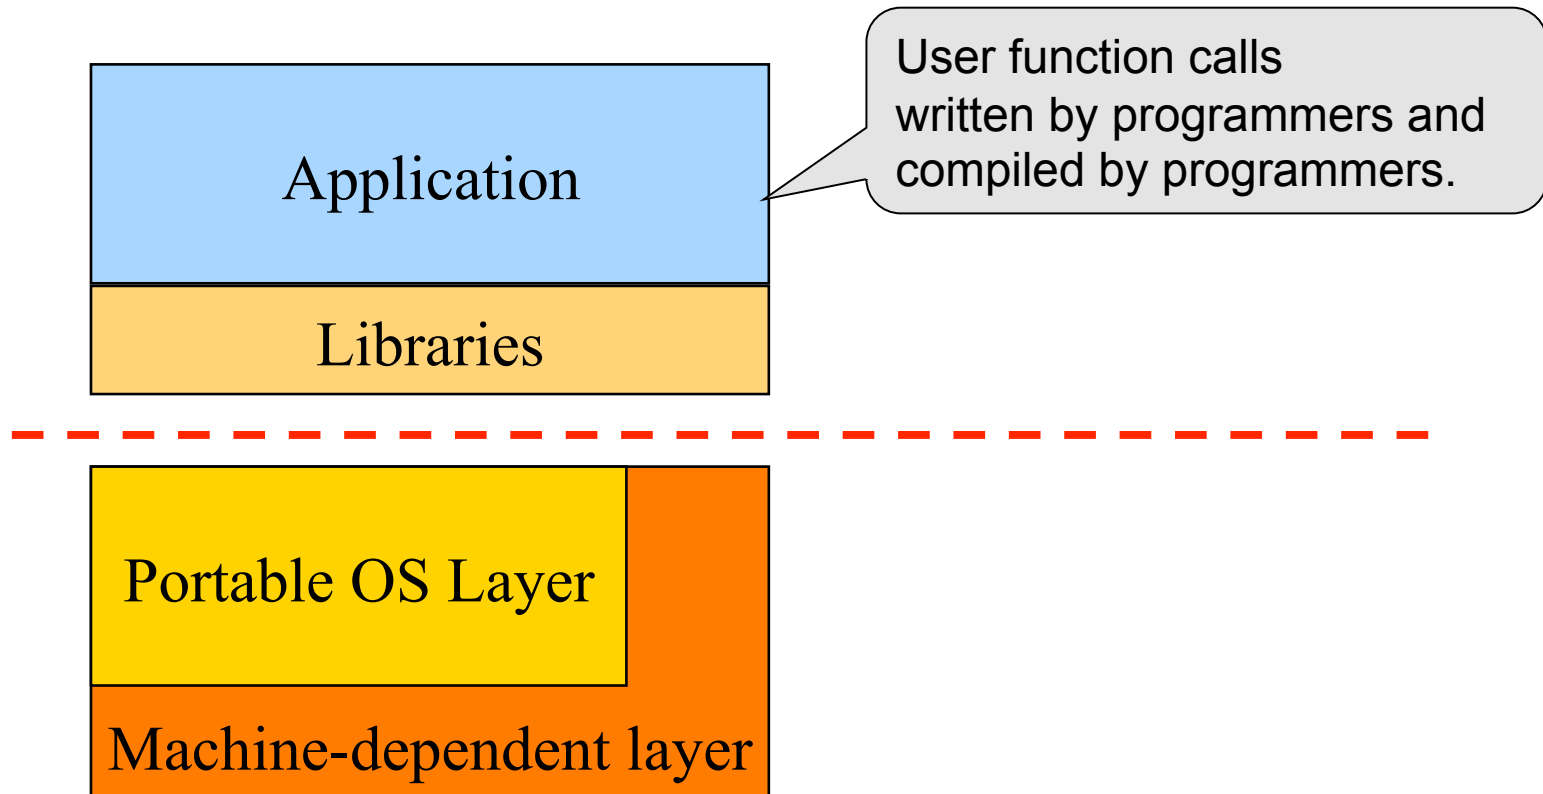 User function calls
written by programmers and
compiled by programmers.
Application
Libraries
Portable OS Layer
Machine-dependent layer